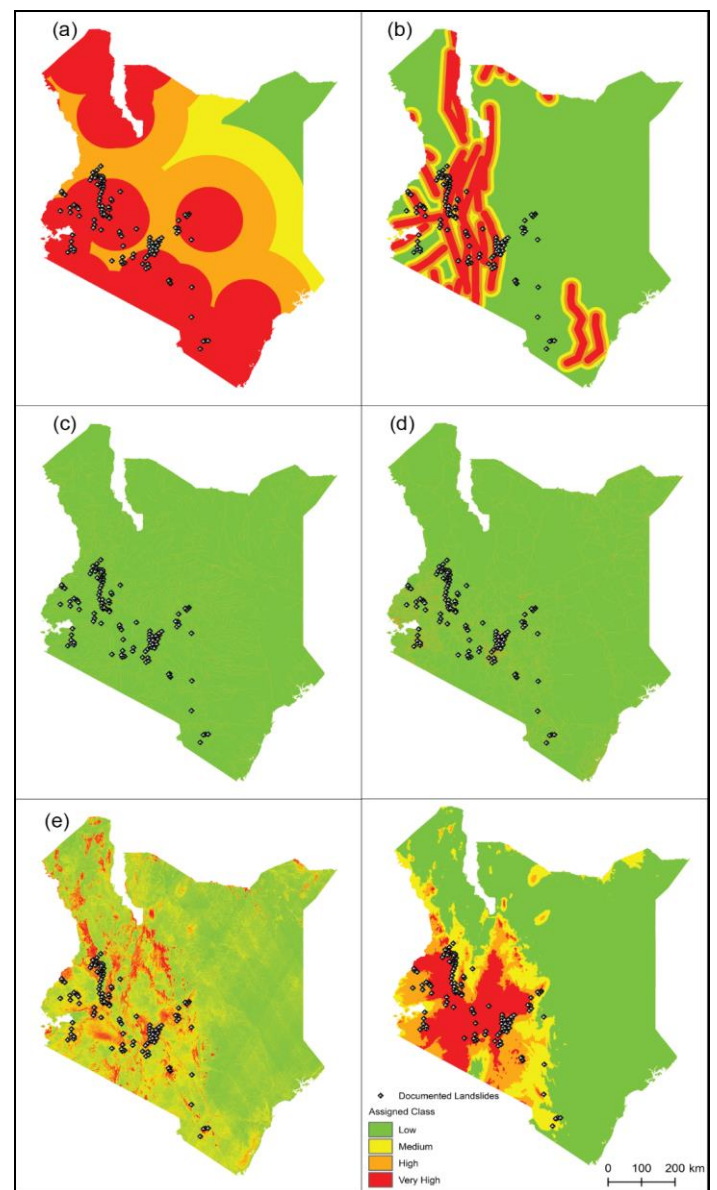 (a)
(b)
(c)
(d)
(e)
Documented Landslides
Assigned Class
Low
Medium
High
Very High
0 100 200 km